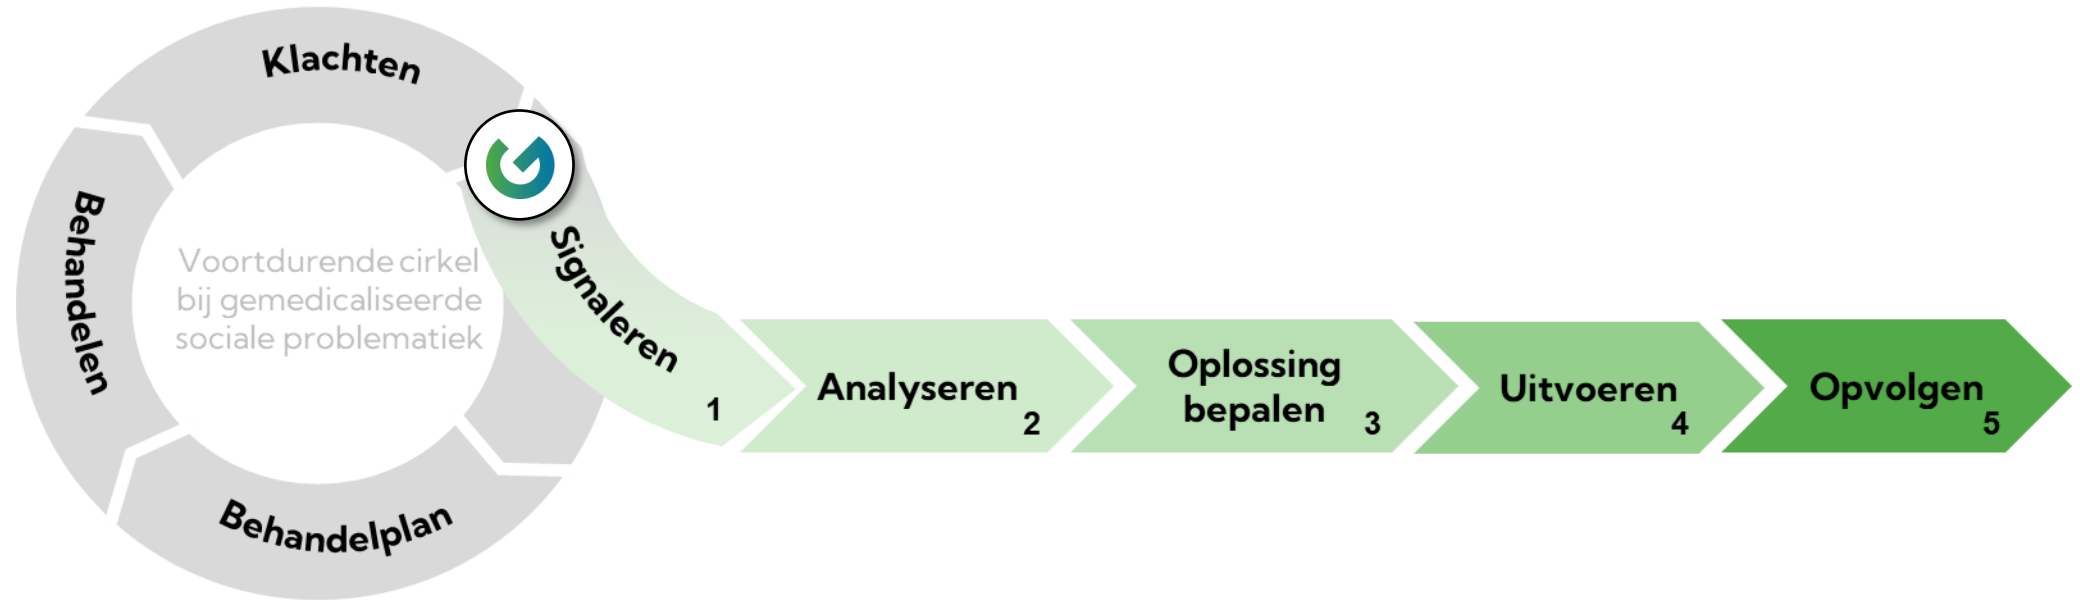 Klachten
Behandelen
Behandelplan
Voortdurende cirkel
bij gemedicaliseerde
sociale problematiek
Signaleren
1
Analyseren
2
Oplossing
bepalen
3
Uitvoeren
4
Opvolgen
5